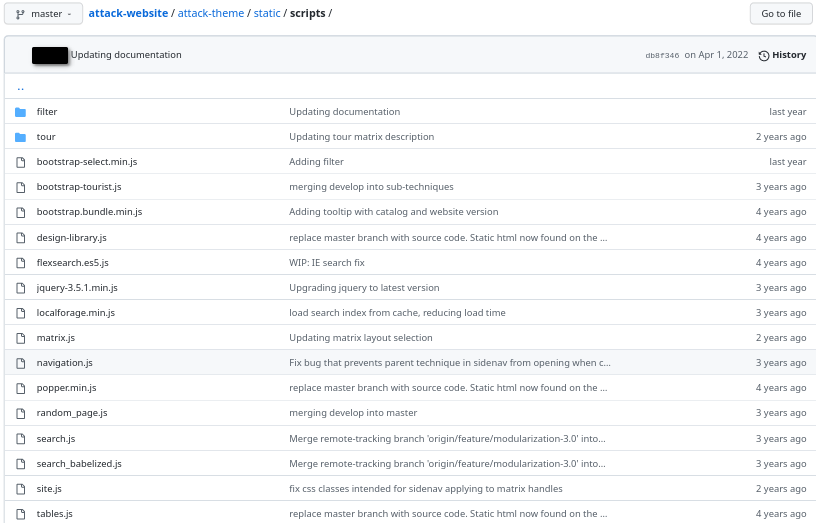 master attack-website / attack-theme / static / scripts / Go to file
Updating documentation db8f346 on Apr 1, 2022 History
..
filter Updating documentation last year
tour Updating tour matrix description 2 years ago
bootstrap-select.min.js Adding filter last year
bootstrap-tourist.js merging develop into sub-techniques 3 years ago
bootstrap.bundle.min.js Adding tooltip with catalog and website version 4 years ago
design-library.js replace master branch with source code. Static html now found on the ... 4 years ago
flexsearch.es5.js WIP: IE search fix 4 years ago
jquery-3.5.1.min.js Upgrading jquery to latest version 3 years ago
localforage.min.js load search index from cache, reducing load time 3 years ago
matrix.js Updating matrix layout selection 2 years ago
navigation.js Fix bug that prevents parent technique in sidenav from opening when c... 3 years ago
popper.min.js replace master branch with source code. Static html now found on the ... 4 years ago
random_page.js merging develop into master 3 years ago
search.js Merge remote-tracking branch 'origin/feature/modularization-3.0' into... 3 years ago
search_babelized.js Merge remote-tracking branch 'origin/feature/modularization-3.0' into... 3 years ago
site.js fix css classes intended for sidenav applying to matrix handles 2 years ago
tables.js replace master branch with source code. Static html now found on the ... 4 years ago